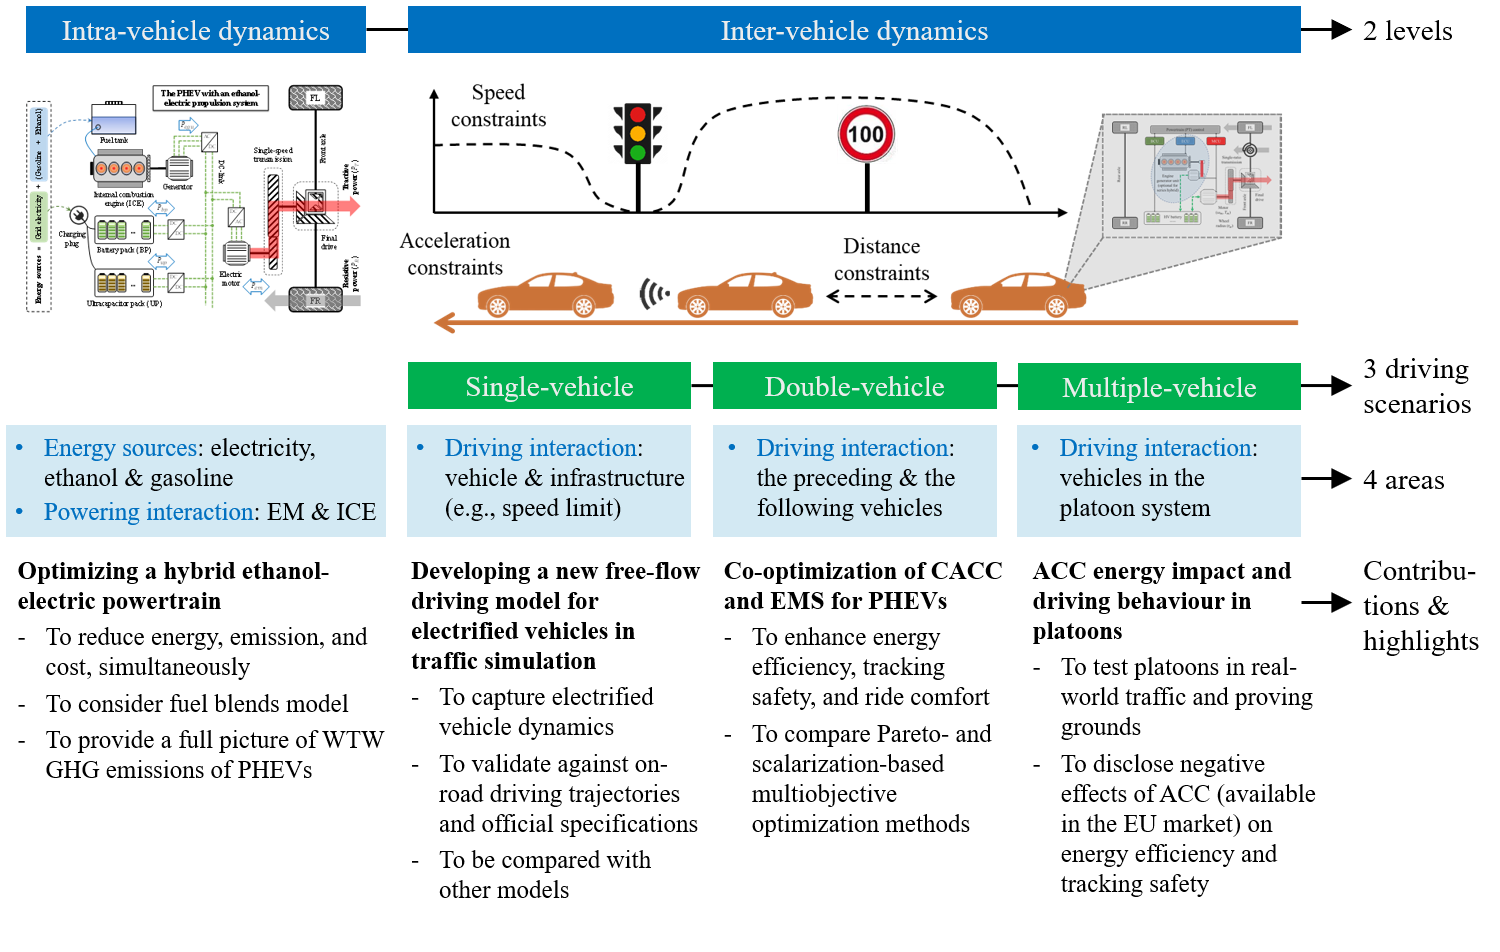 Intra-vehicle dynamics
Inter-vehicle dynamics
2 levels
The PHEV with an ethanol-
electric propulsion system
Energy sources = Grid electricity + (Gasoline + Ethanol)
Fuel tank
Internal combustion
engine (ICE)
Generator
Charging
plug
Battery pack (BP)
Ultracapacitor pack (UP)
DC-link
Electric
motor
Single-speed
transmission
FL
Front track
Tractive
power
Final
drive
Resistive
power
FR
Speed
constraints
100
Acceleration
constraints
Distance
constraints
Single-vehicle
Double-vehicle
Multiple-vehicle
3 driving
scenarios
• Energy sources: electricity,
ethanol & gasoline
• Powering interaction: EM & ICE
• Driving interaction:
vehicle & infrastructure
(e.g., speed limit)
• Driving interaction:
the preceding & the
following vehicles
• Driving interaction:
vehicles in the
platoon system
4 areas
Optimizing a hybrid ethanol-
electric powertrain
- To reduce energy, emission, and
cost, simultaneously
- To consider fuel blends model
- To provide a full picture of WTW
GHG emissions of PHEVs
Developing a new free-flow
driving model for
electrified vehicles in
traffic simulation
- To capture electrified
vehicle dynamics
- To validate against on-
road driving trajectories
and official specifications
- To be compared with
other models
Co-optimization of CACC
and EMS for PHEVs
- To enhance energy
efficiency, tracking
safety, and ride comfort
- To compare Pareto- and
scalarization-based
multiobjective
optimization methods
ACC energy impact and
driving behaviour in
platoons
- To test platoons in real-
world traffic and proving
grounds
- To disclose negative
effects of ACC (available
in the EU market) on
energy efficiency and
tracking safety
Contribu-
tions &
highlights